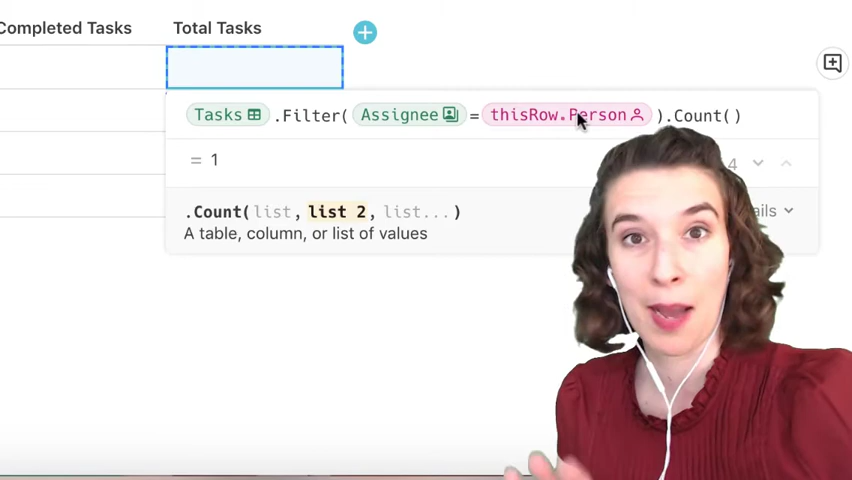 Completed Tasks Total Tasks
Tasks .Filter( Assignee = thisRow.Person ).Count()
= 1
4
.Count( list, list 2, list... )
A table, column, or list of values